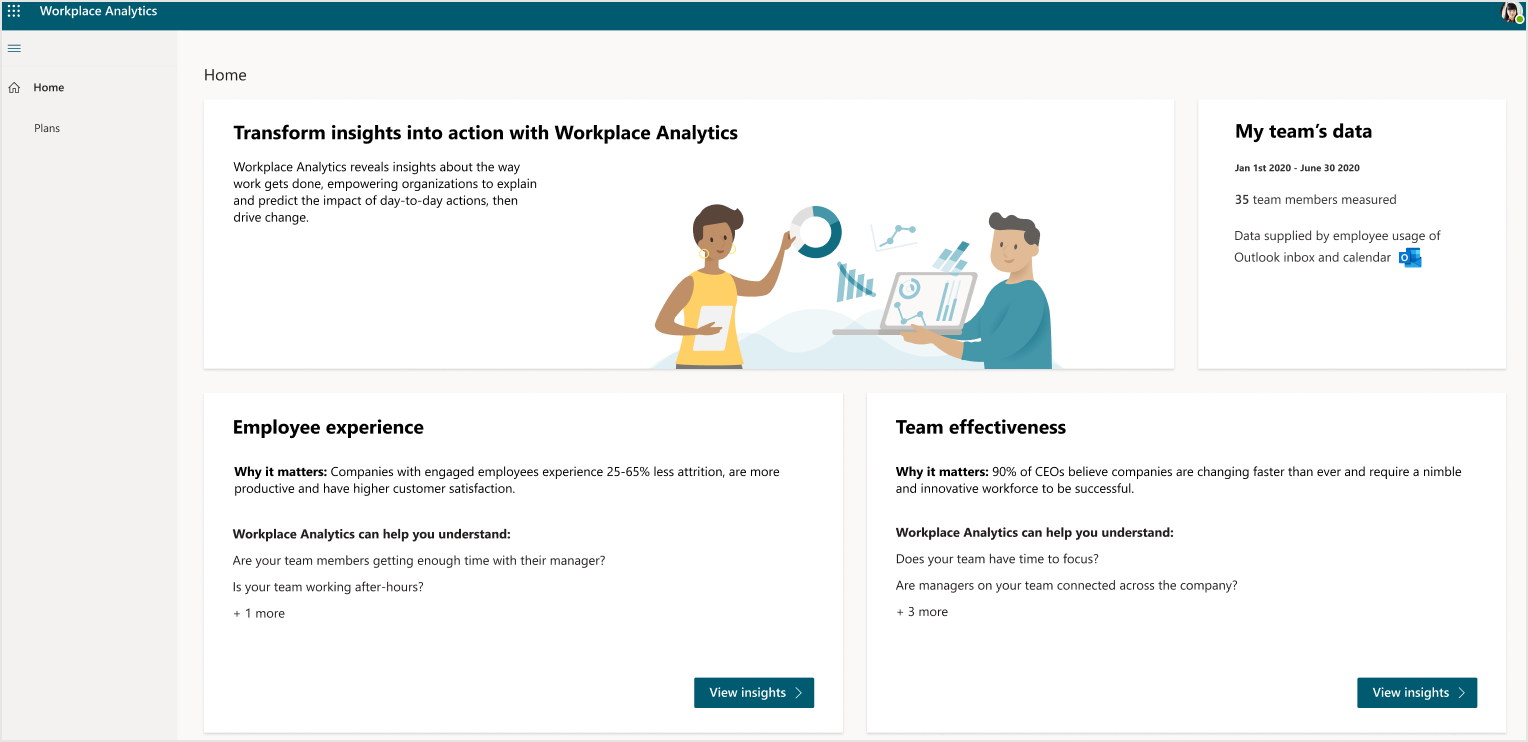 Workplace Analytics
Home
Plans
Home
Transform insights into action with Workplace Analytics
Workplace Analytics reveals insights about the way
work gets done, empowering organizations to explain
and predict the impact of day-to-day actions, then
drive change.
My team’s data
Jan 1st 2020 - June 30 2020
35 team members measured
Data supplied by employee usage of
Outlook inbox and calendar
Employee experience
Why it matters: Companies with engaged employees experience 25-65% less attrition, are more
productive and have higher customer satisfaction.
Workplace Analytics can help you understand:
Are your team members getting enough time with their manager?
Is your team working after-hours?
+ 1 more
View insights
Team effectiveness
Why it matters: 90% of CEOs believe companies are changing faster than ever and require a nimble
and innovative workforce to be successful.
Workplace Analytics can help you understand:
Does your team have time to focus?
Are managers on your team connected across the company?
+ 3 more
View insights